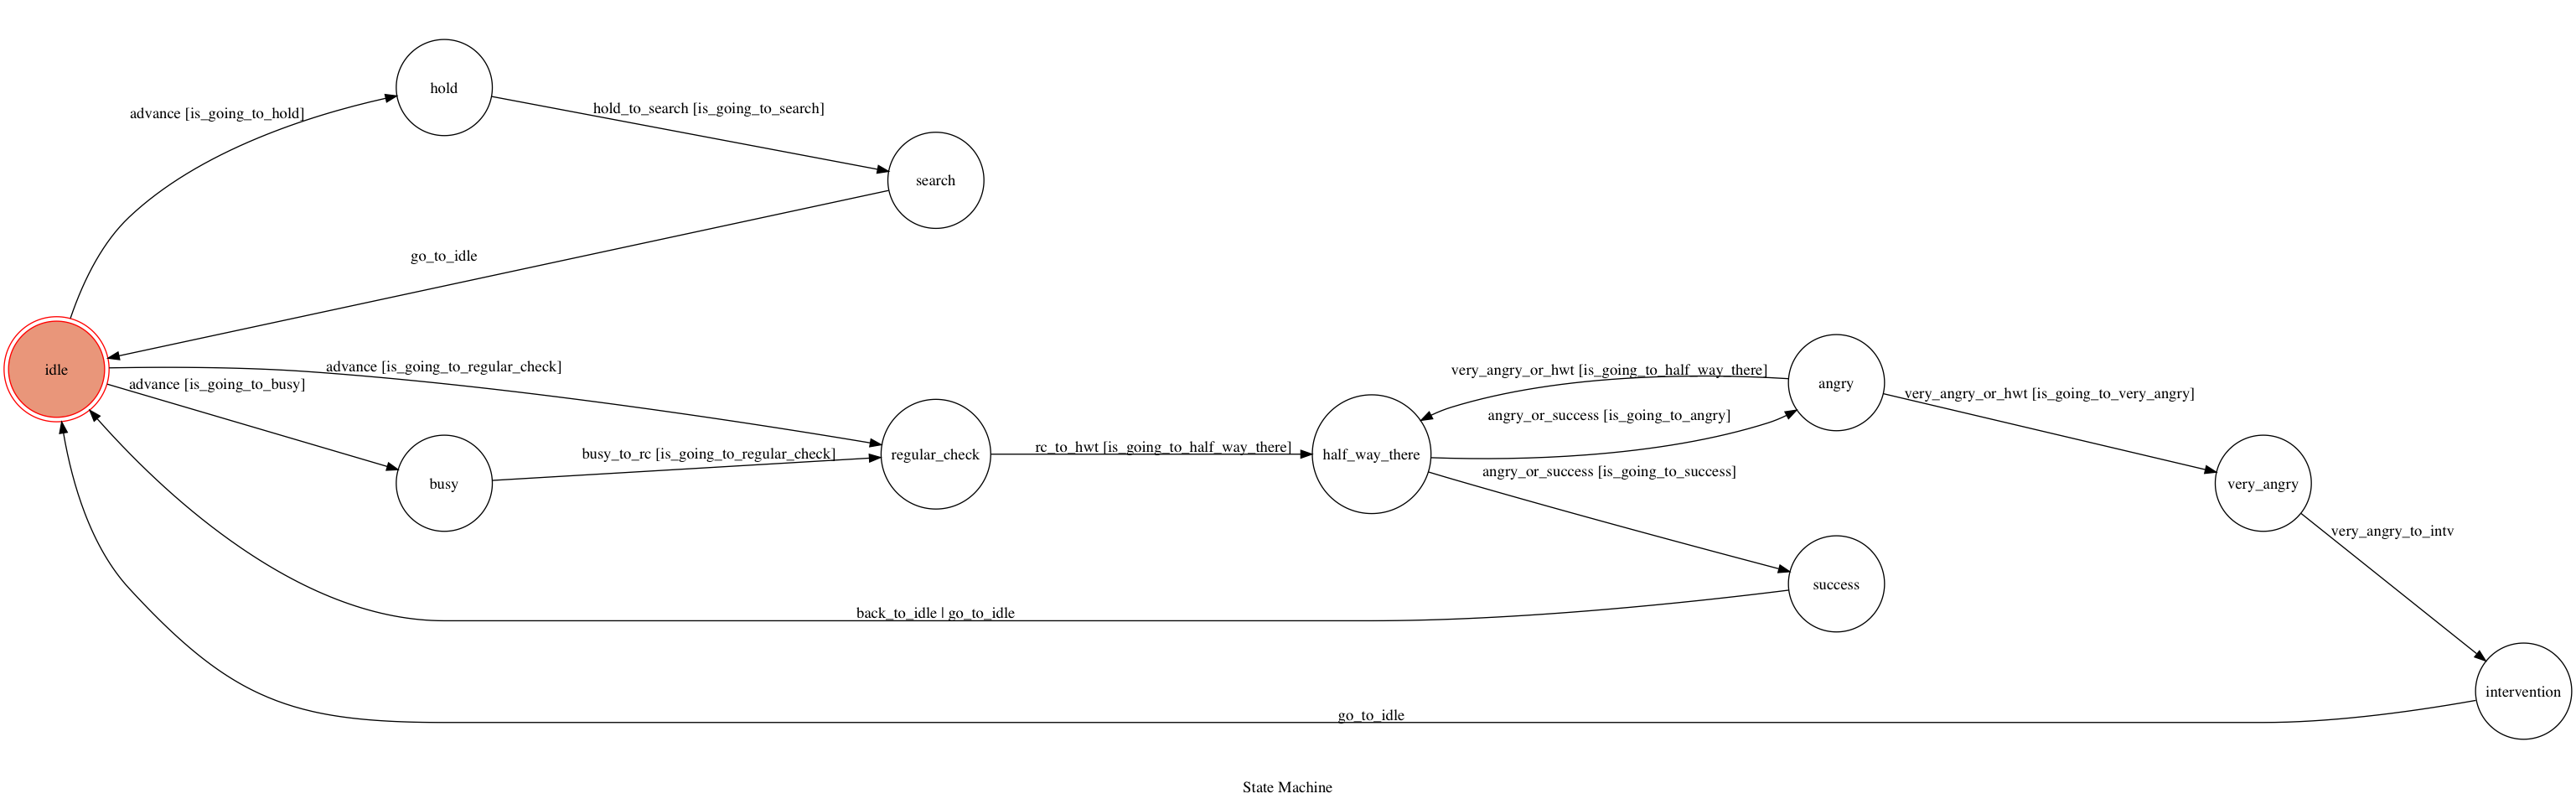 hold
advance [is_going_to_hold]
hold_to_search [is_going_to_search]
search
go_to_idle
idle
advance [is_going_to_regular_check]
advance [is_going_to_busy]
busy
busy_to_rc [is_going_to_regular_check]
regular_check
rc_to_hwt [is_going_to_half_way_there]
half_way_there
very_angry_or_hwt [is_going_to_half_way_there]
angry_or_success [is_going_to_angry]
angry_or_success [is_going_to_success]
angry
very_angry_or_hwt [is_going_to_very_angry]
very_angry
very_angry_to_intv
success
back_to_idle | go_to_idle
intervention
go_to_idle
State Machine